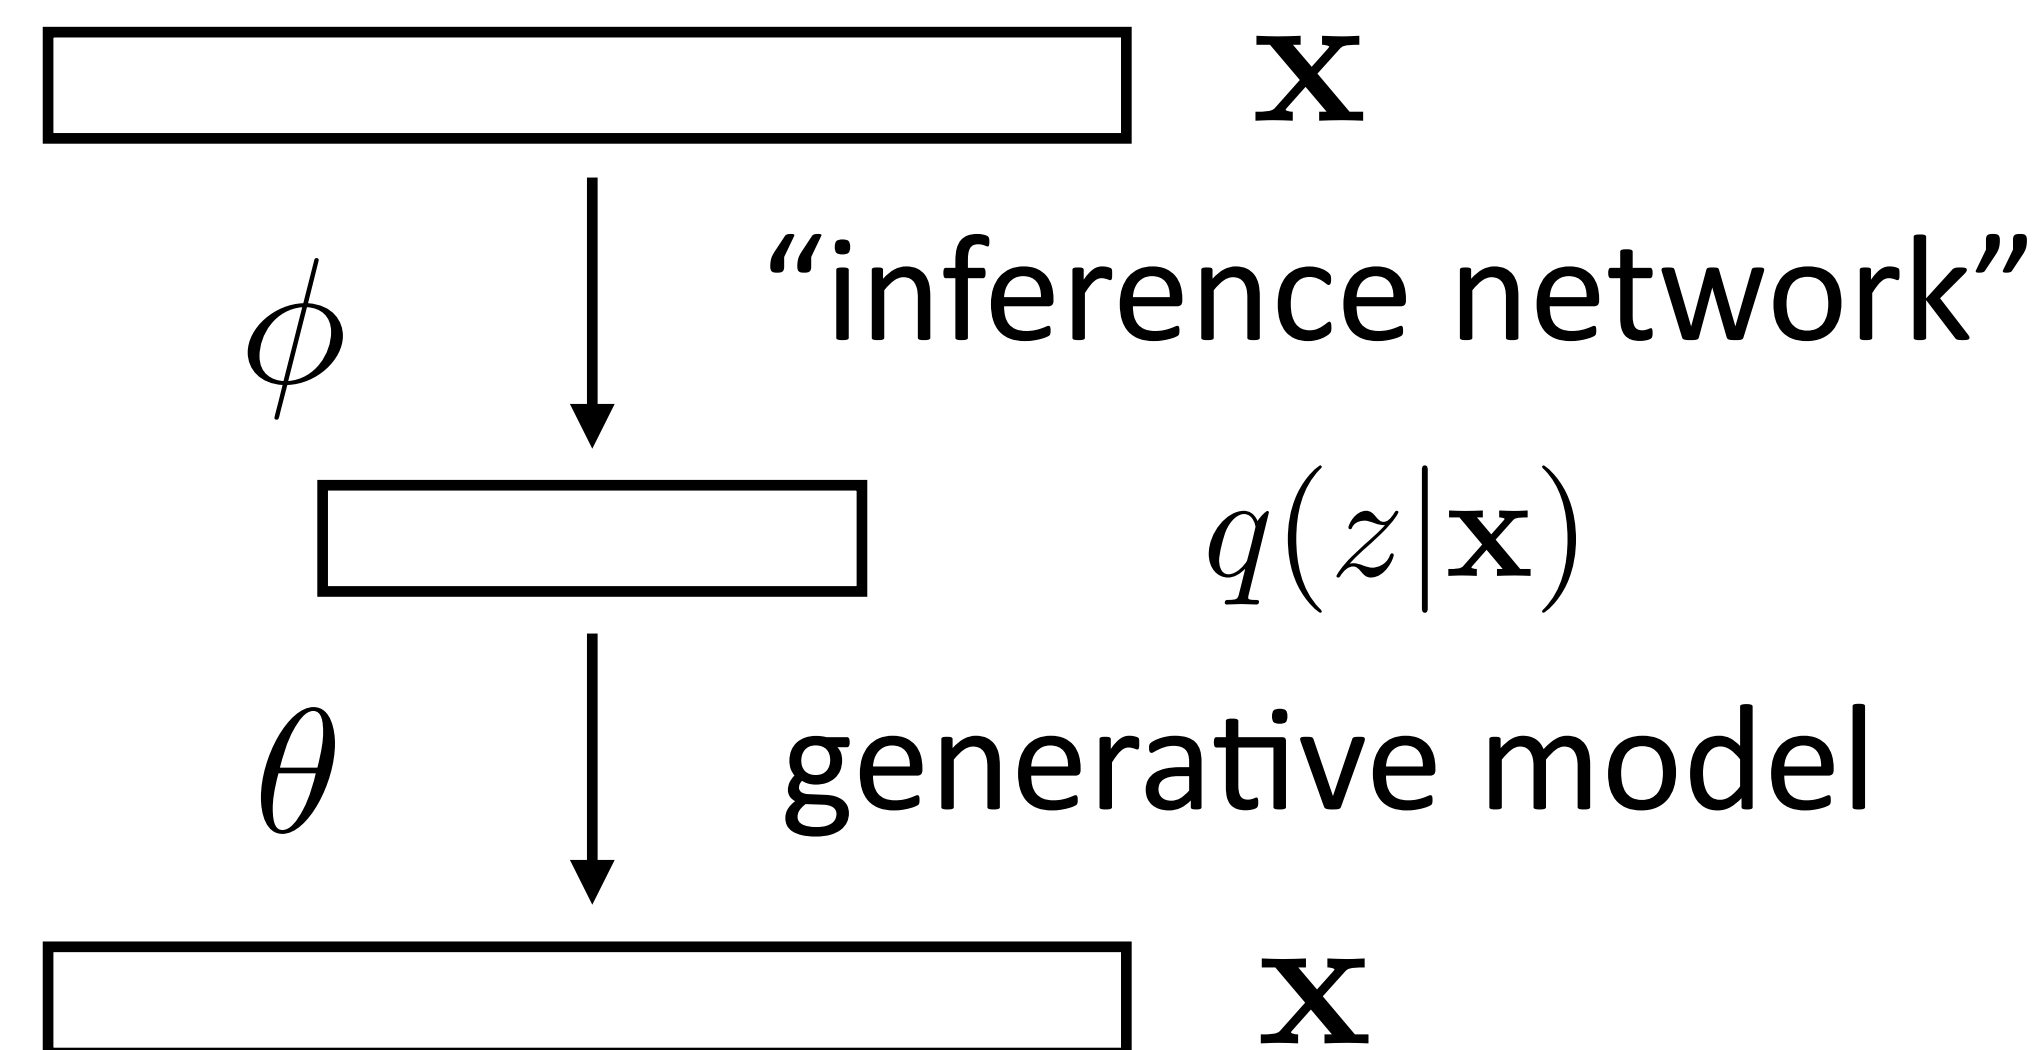 x
“inference network”
ϕ
q(z|x)
θ
generative model
x